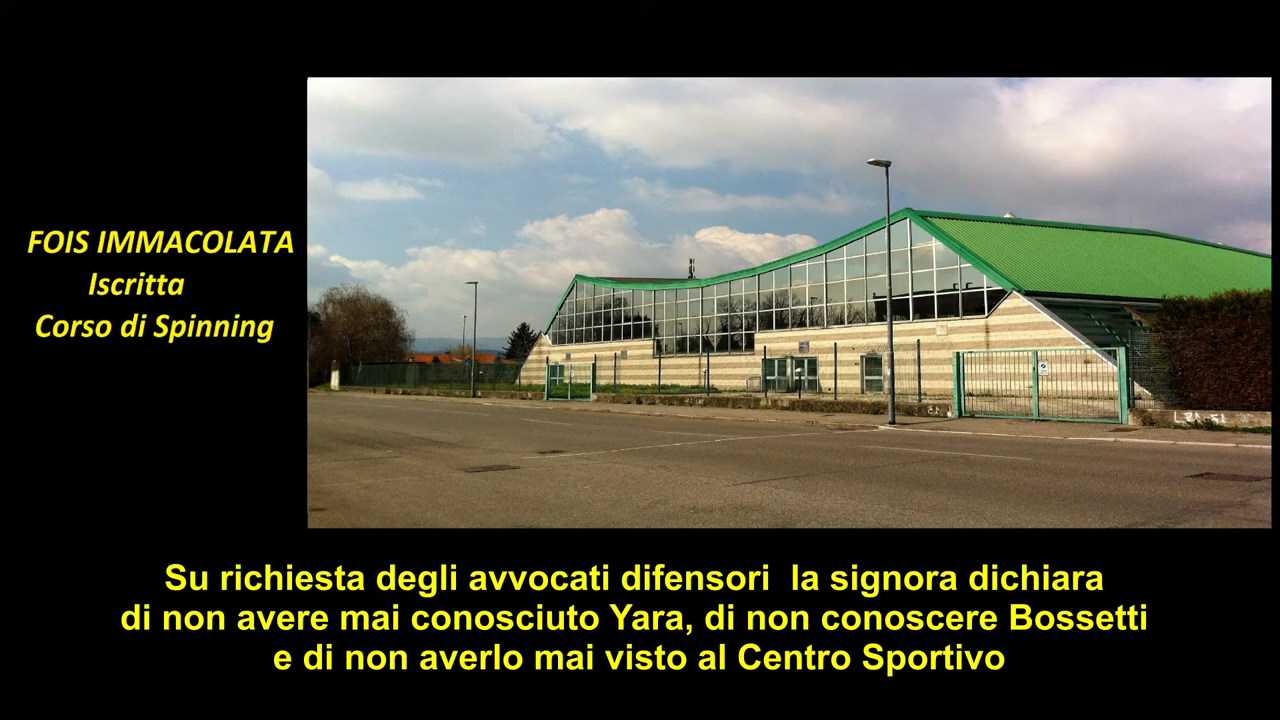 FOIS IMMACOLATA
Iscritta
Corso di Spinning
Su richiesta degli avvocati difensori  la signora dichiara
di non avere mai conosciuto Yara, di non conoscere Bossetti
e di non averlo mai visto al Centro Sportivo